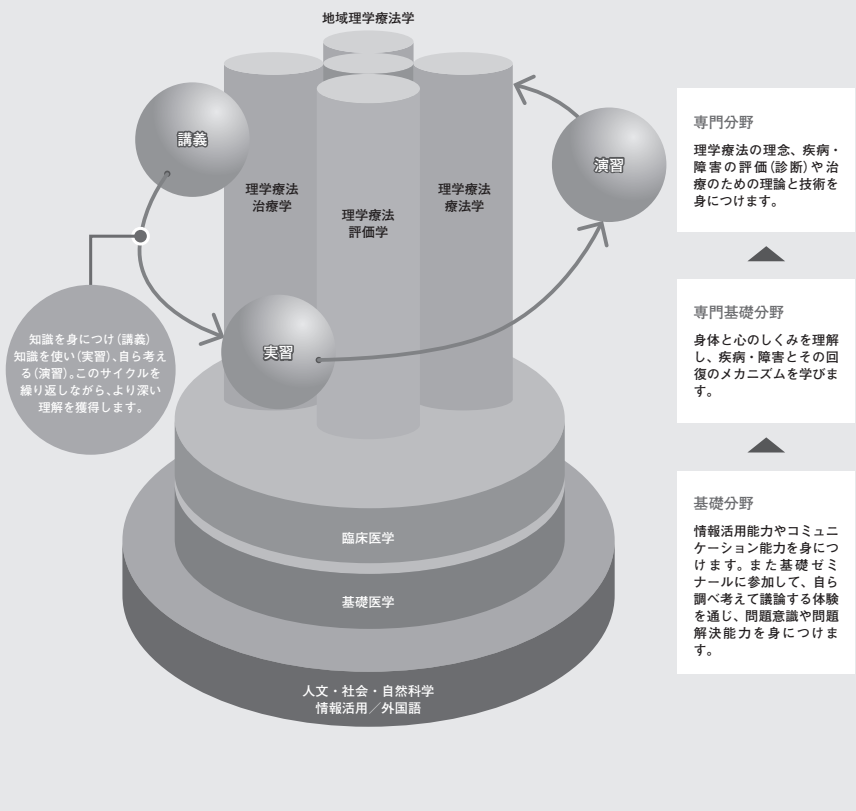 地域理学療法学
講義
演習
理学療法
治療学
理学療法
評価学
理学療法
療法学
実習
知識を身につけ(講義)
知識を使い(実習)、自ら考え
る(演習)。このサイクルを
繰り返しながら、より深い
理解を獲得します。
臨床医学
基礎医学
人文・社会・自然科学
情報活用／外国語
専門分野
理学療法の理念、疾病・
障害の評価(診断)や治
療のための理論と技術を
身につけます。
専門基礎分野
身体と心のしくみを理解
し、疾病・障害とその回
復のメカニズムを学びま
す。
基礎分野
情報活用能力やコミュニ
ケーション能力を身につ
けます。また基礎ゼミ
ナールに参加して、自ら
調べ考えて議論する体験
を通じ、問題意識や問題
解決能力を身につけま
す。